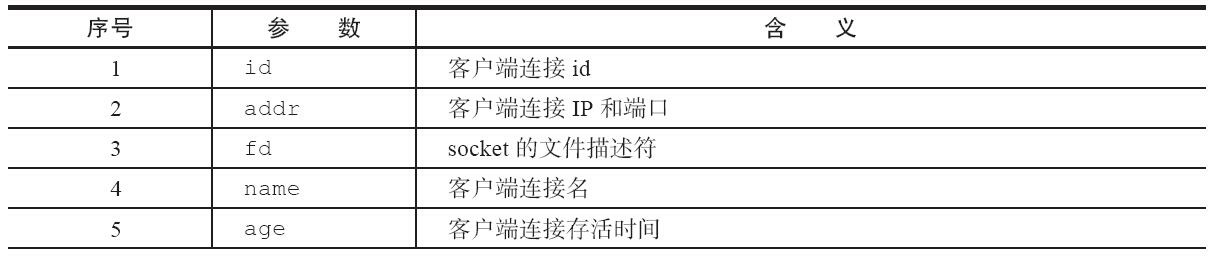 序号 参 数 含 义
1 id 客户端连接 id
2 addr 客户端连接 IP 和端口
3 fd socket 的文件描述符
4 name 客户端连接名
5 age 客户端连接存活时间